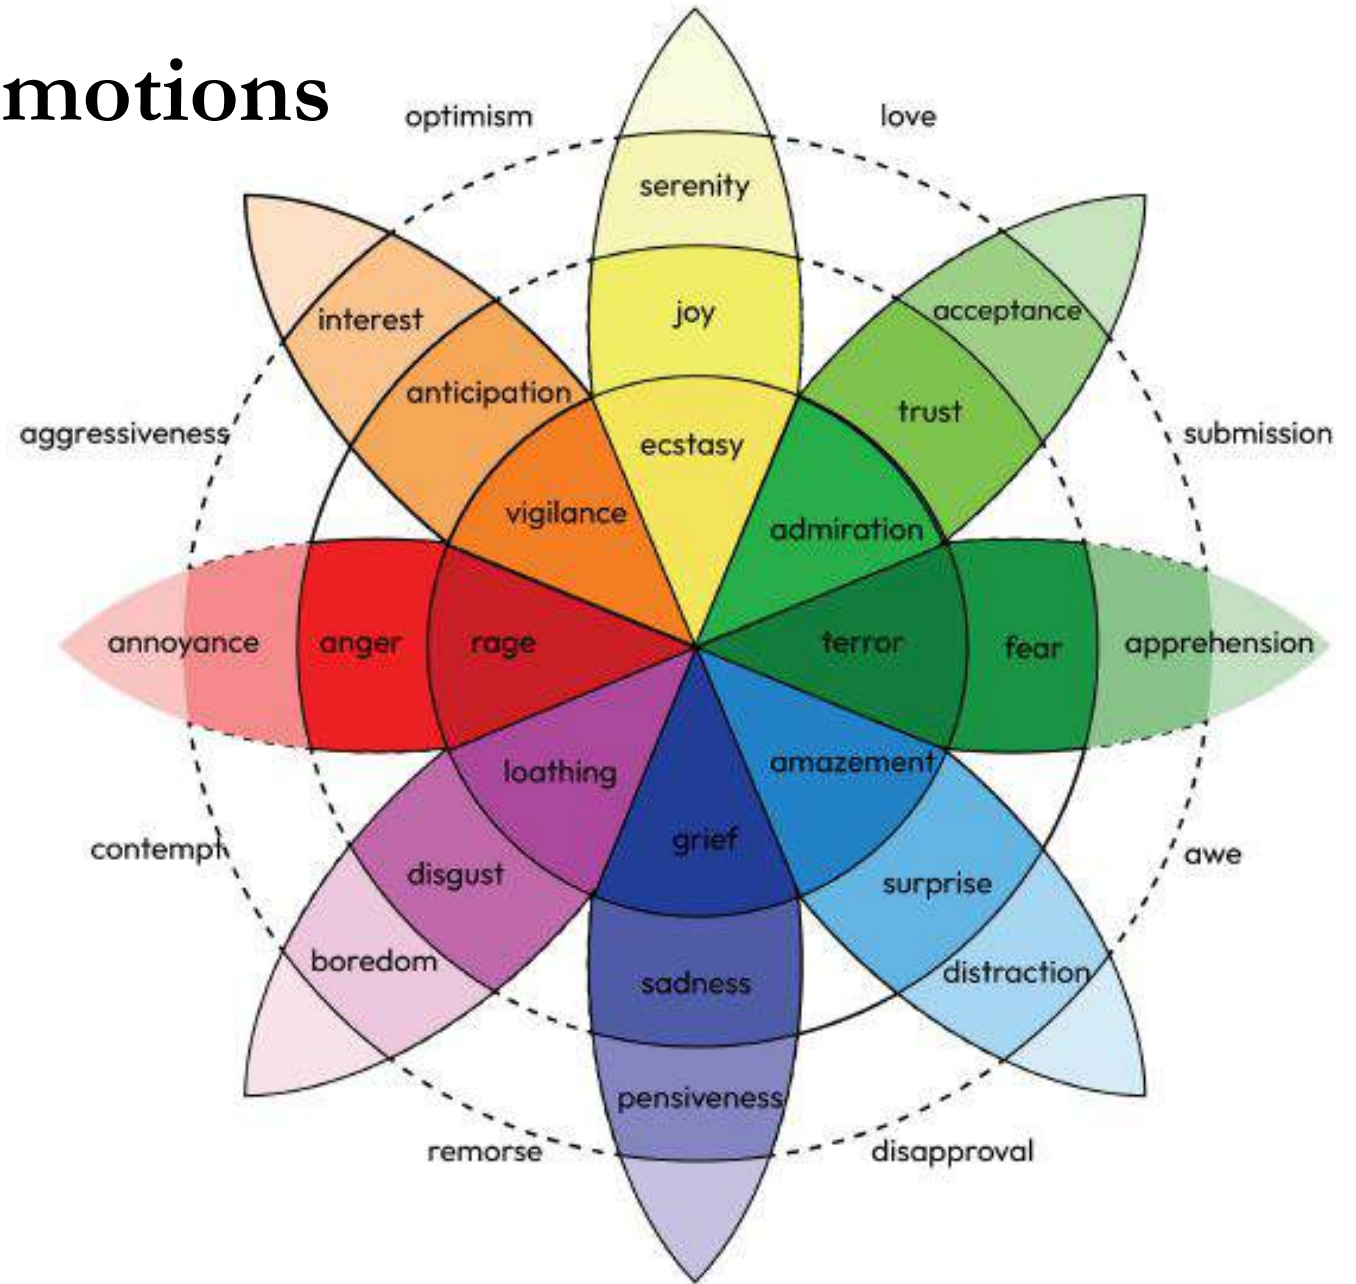 motions
optimism
love
serenity
interest
joy
acceptance
anticipation
trust
aggressiveness
ecstasy
submission
vigilance
admiration
annoyance
anger
rage
terror
fear
apprehension
loathing
amazement
contempt
grief
awe
disgust
surprise
boredom
sadness
distraction
pensiveness
remorse
disapproval